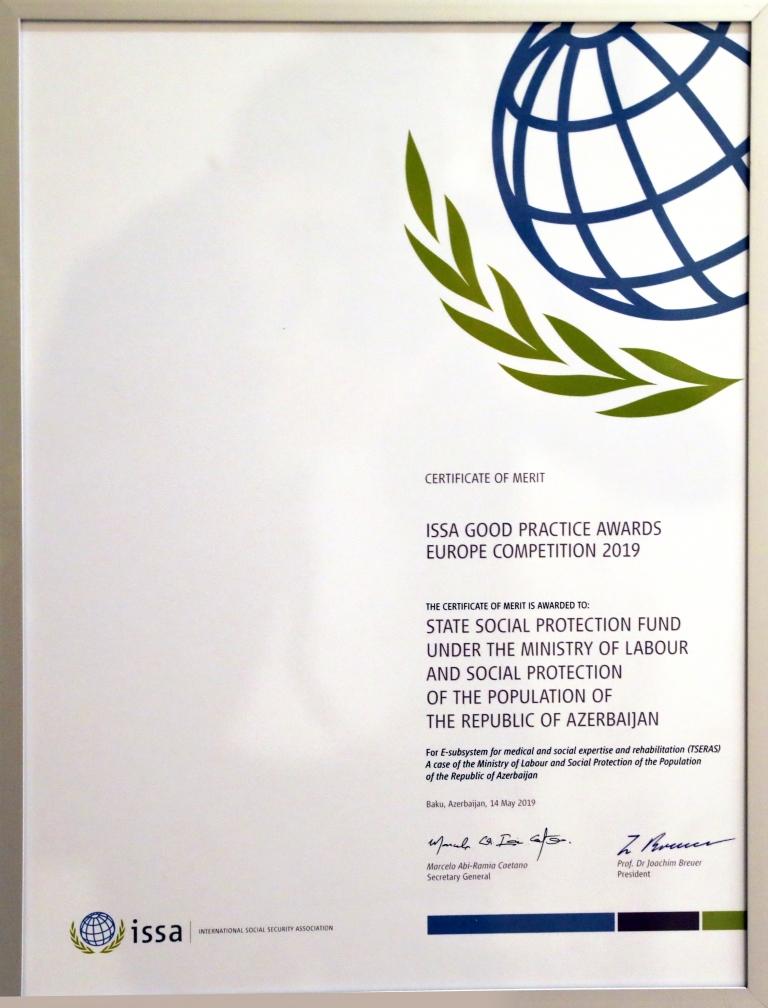 CERTIFICATE OF MERIT
ISSA GOOD PRACTICE AWARDS
EUROPE COMPETITION 2019
THE CERTIFICATE OF MERIT IS AWARDED TO:
STATE SOCIAL PROTECTION FUND
UNDER THE MINISTRY OF LABOUR
AND SOCIAL PROTECTION
OF THE POPULATION OF
THE REPUBLIC OF AZERBAIJAN
For E-subsystem for medical and social expertise and rehabilitation (TSERAS)
A case of the Ministry of Labour and Social Protection of the Population
of the Republic of Azerbaijan
Baku, Azerbaijan, 14 May 2019
Marcelo Abi-Ramia Caetano
Secretary General
Prof. Dr Joachim Breuer
President
issa
INTERNATIONAL SOCIAL SECURITY ASSOCIATION